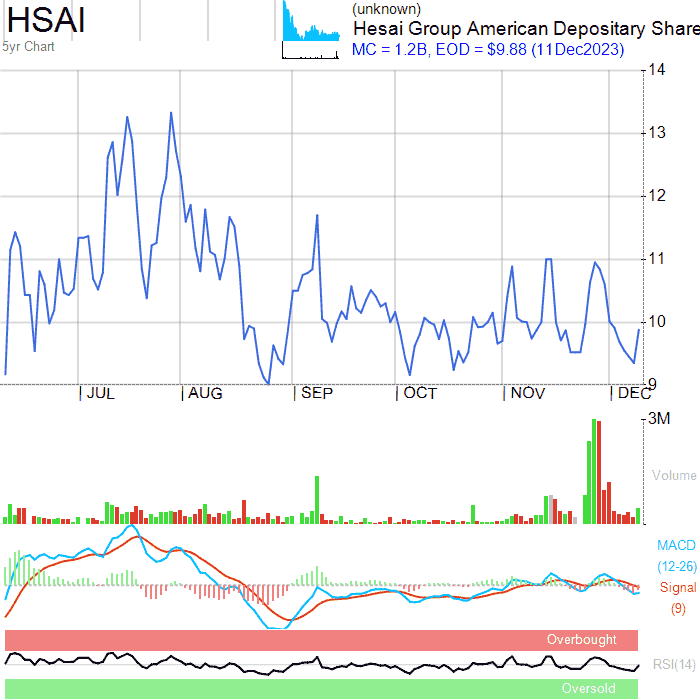 HSAI
5yr Chart
(unknown)
Hesai Group American Depositary Share
MC = 1.2B, EOD = $9.88 (11Dec2023)
14
13
12
11
10
9
JUL AUG SEP OCT NOV DEC
3M
Volume
MACD
(12-26)
Signal
(9)
Overbought
RSI(14)
Oversold